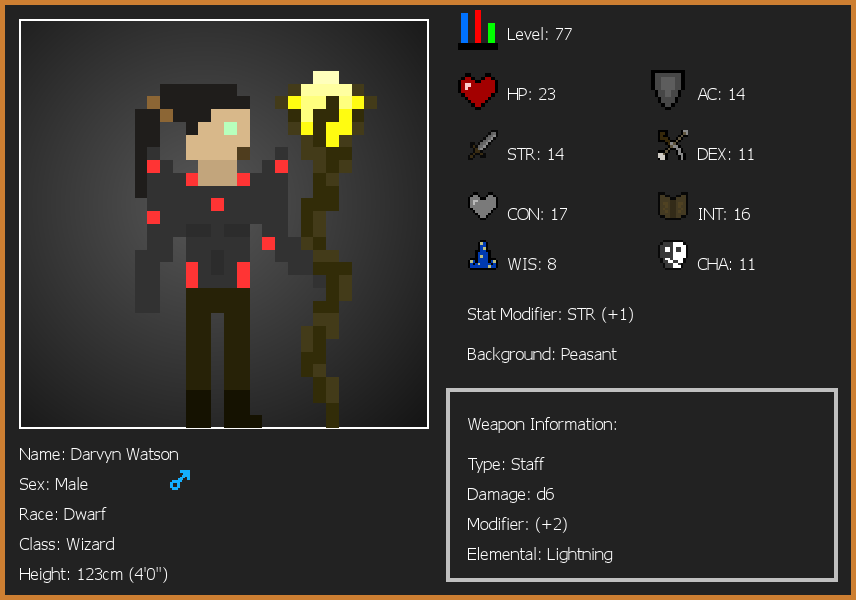 Level: 77
HP: 23
AC: 14
STR: 14
DEX: 11
CON: 17
INT: 16
WIS: 8
CHA: 11
Stat Modifier: STR (+1)
Background: Peasant
Weapon Information:
Type: Staff
Damage: d6
Modifier: (+2)
Elemental: Lightning
Name: Darvyn Watson
Sex: Male
Race: Dwarf
Class: Wizard
Height: 123cm (4'0")